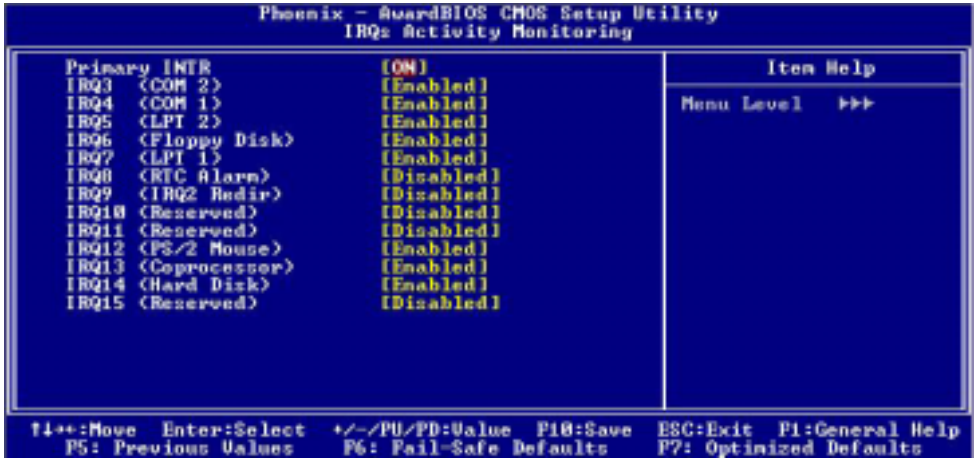 Phoenix - AwardBIOS CMOS Setup Utility
IRQs Activity Monitoring
Primary INTR [ON]
IRQ3 (COM 2) [Enabled]
IRQ4 (COM 1) [Enabled]
IRQ5 (LPT 2) [Enabled]
IRQ6 (Floppy Disk) [Enabled]
IRQ7 (LPT 1) [Enabled]
IRQ8 (RTC Alarm) [Disabled]
IRQ9 (IRQ2 Redir) [Disabled]
IRQ10 (Reserved) [Disabled]
IRQ11 (Reserved) [Disabled]
IRQ12 (PS/2 Mouse) [Enabled]
IRQ13 (Coprocessor) [Enabled]
IRQ14 (Hard Disk) [Enabled]
IRQ15 (Reserved) [Disabled]
Item Help
Menu Level ▶▶▶
↑↓→←:Move Enter:Select +/-/PU/PD:Value F10:Save ESC:Exit F1:General Help
F5: Previous Values F6: Fail-Safe Defaults F7: Optimized Defaults